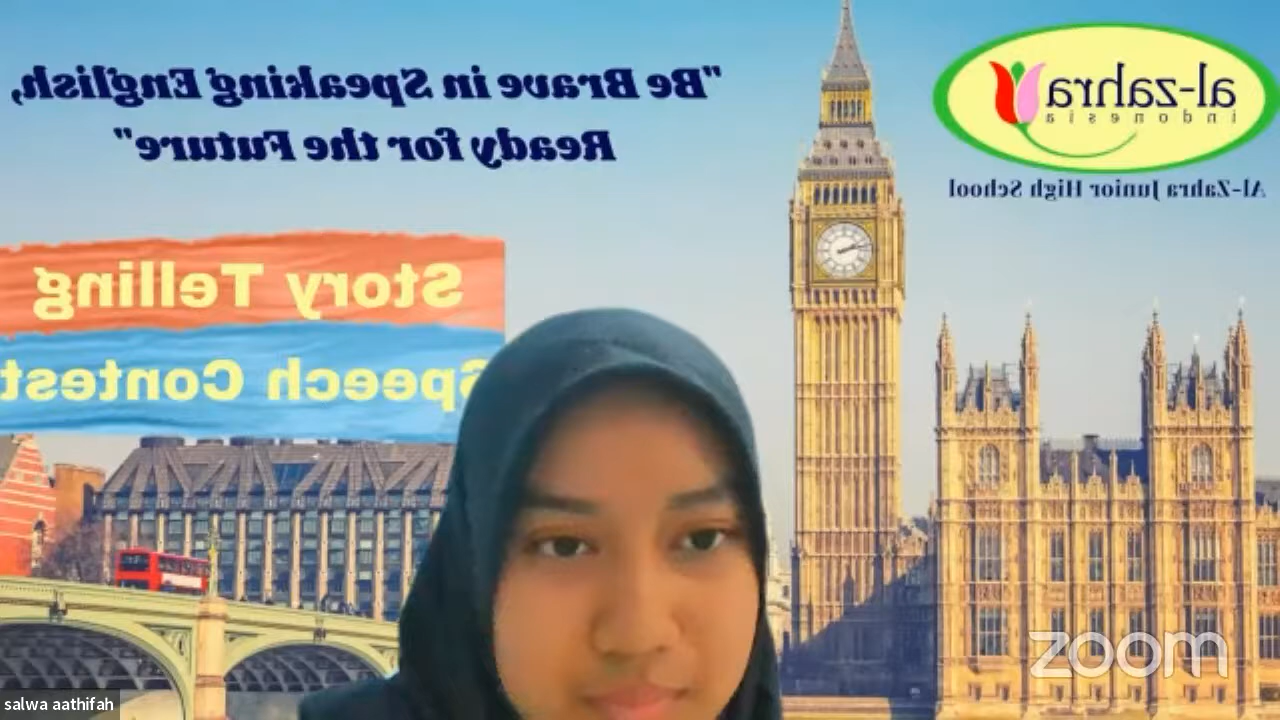 "Be Brave in Speaking English,
Ready for the Future"
al-zahra
indonesia
Al-Zahra Junior High School
Story Telling
Speech Contest
zoom
salwa aathifah